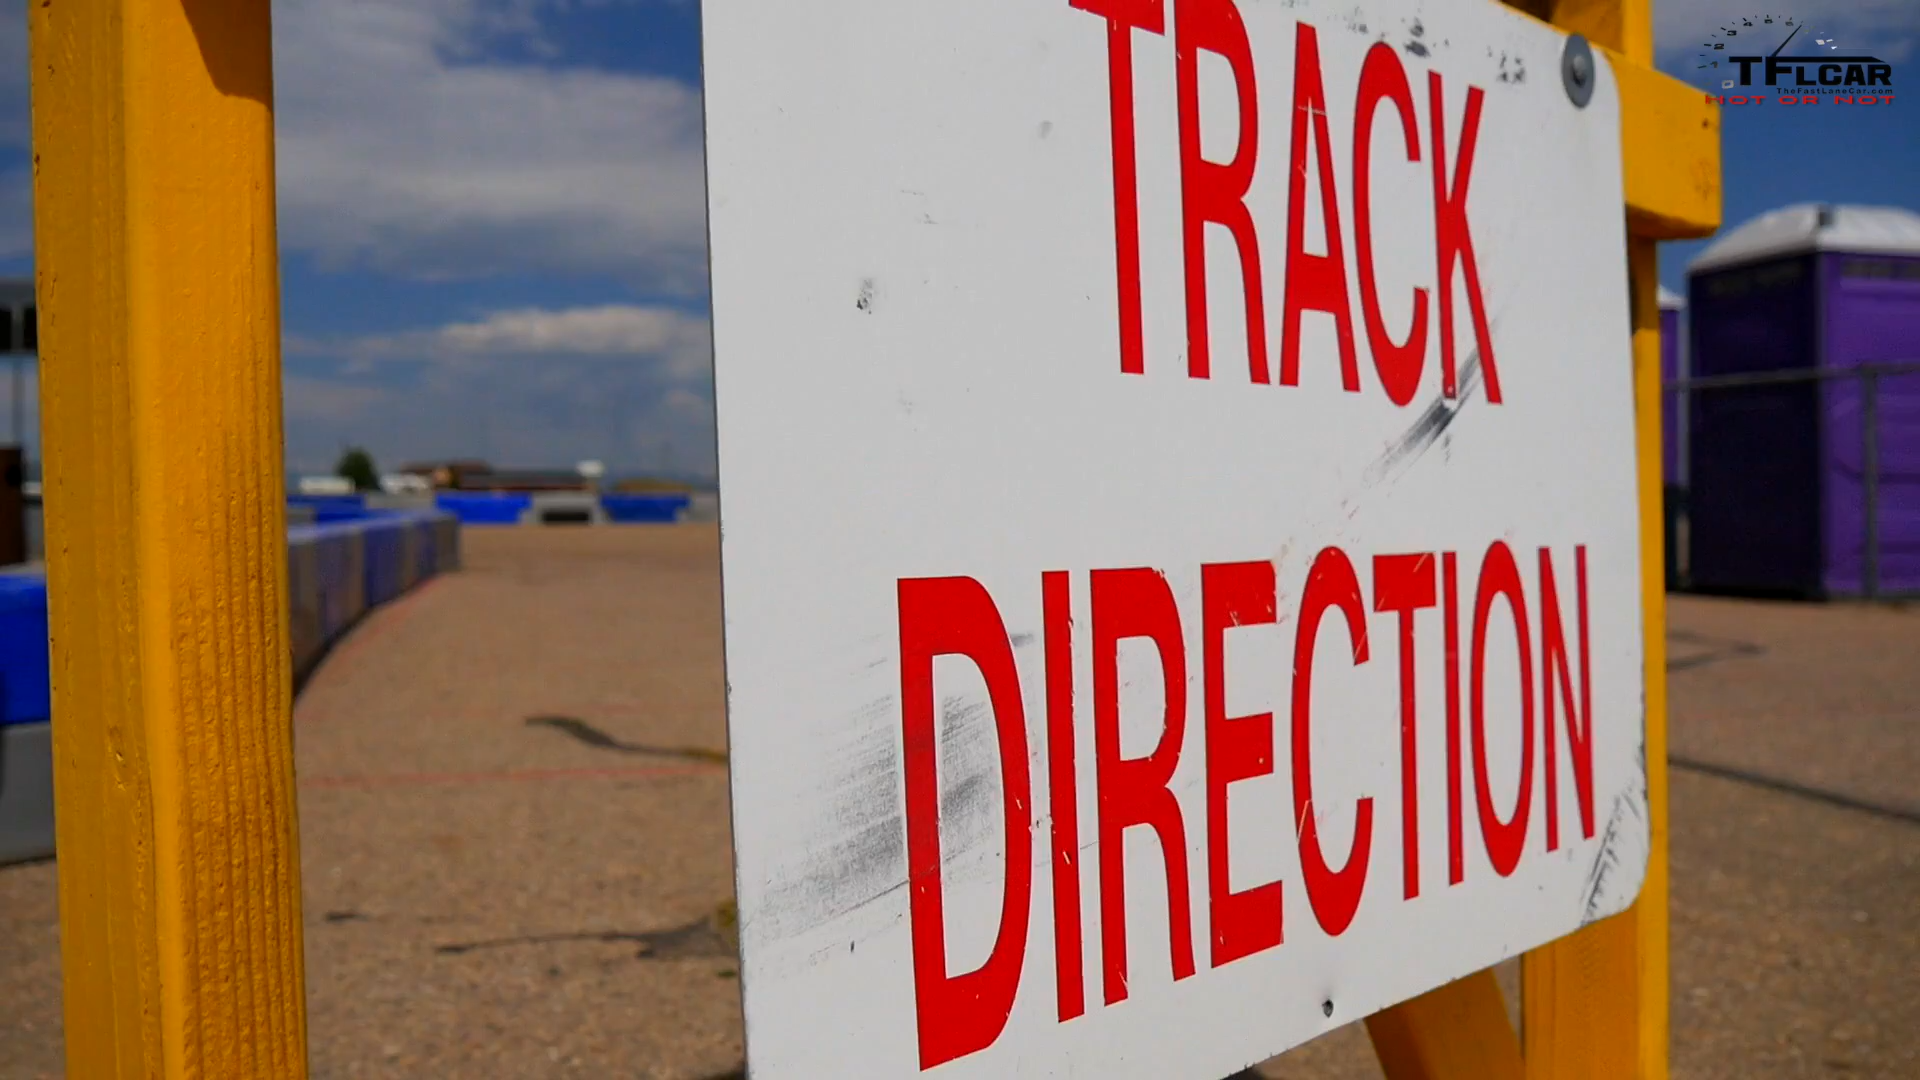 TRACK
DIRECTION
TFLCAR
TheFastLaneCar.com
HOT OR NOT